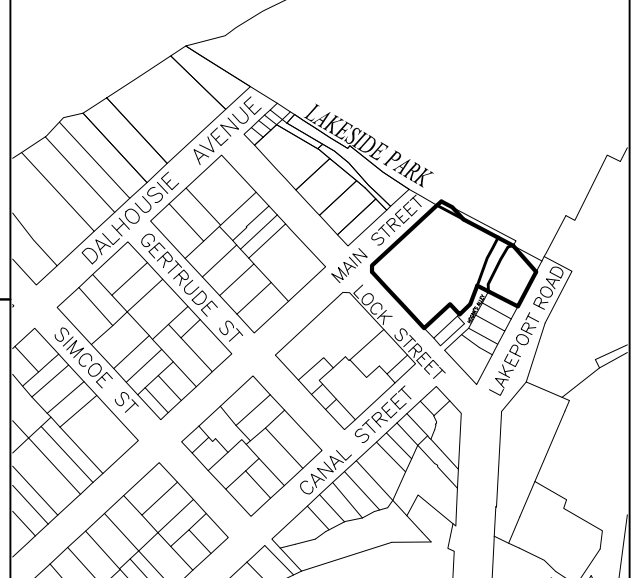 LAKESIDE PARK
DALHOUSIE AVENUE
MAIN STREET
GERTRUDE ST
LOCK STREET
LAKEPORT ROAD
SIMCOE ST
CANAL STREET